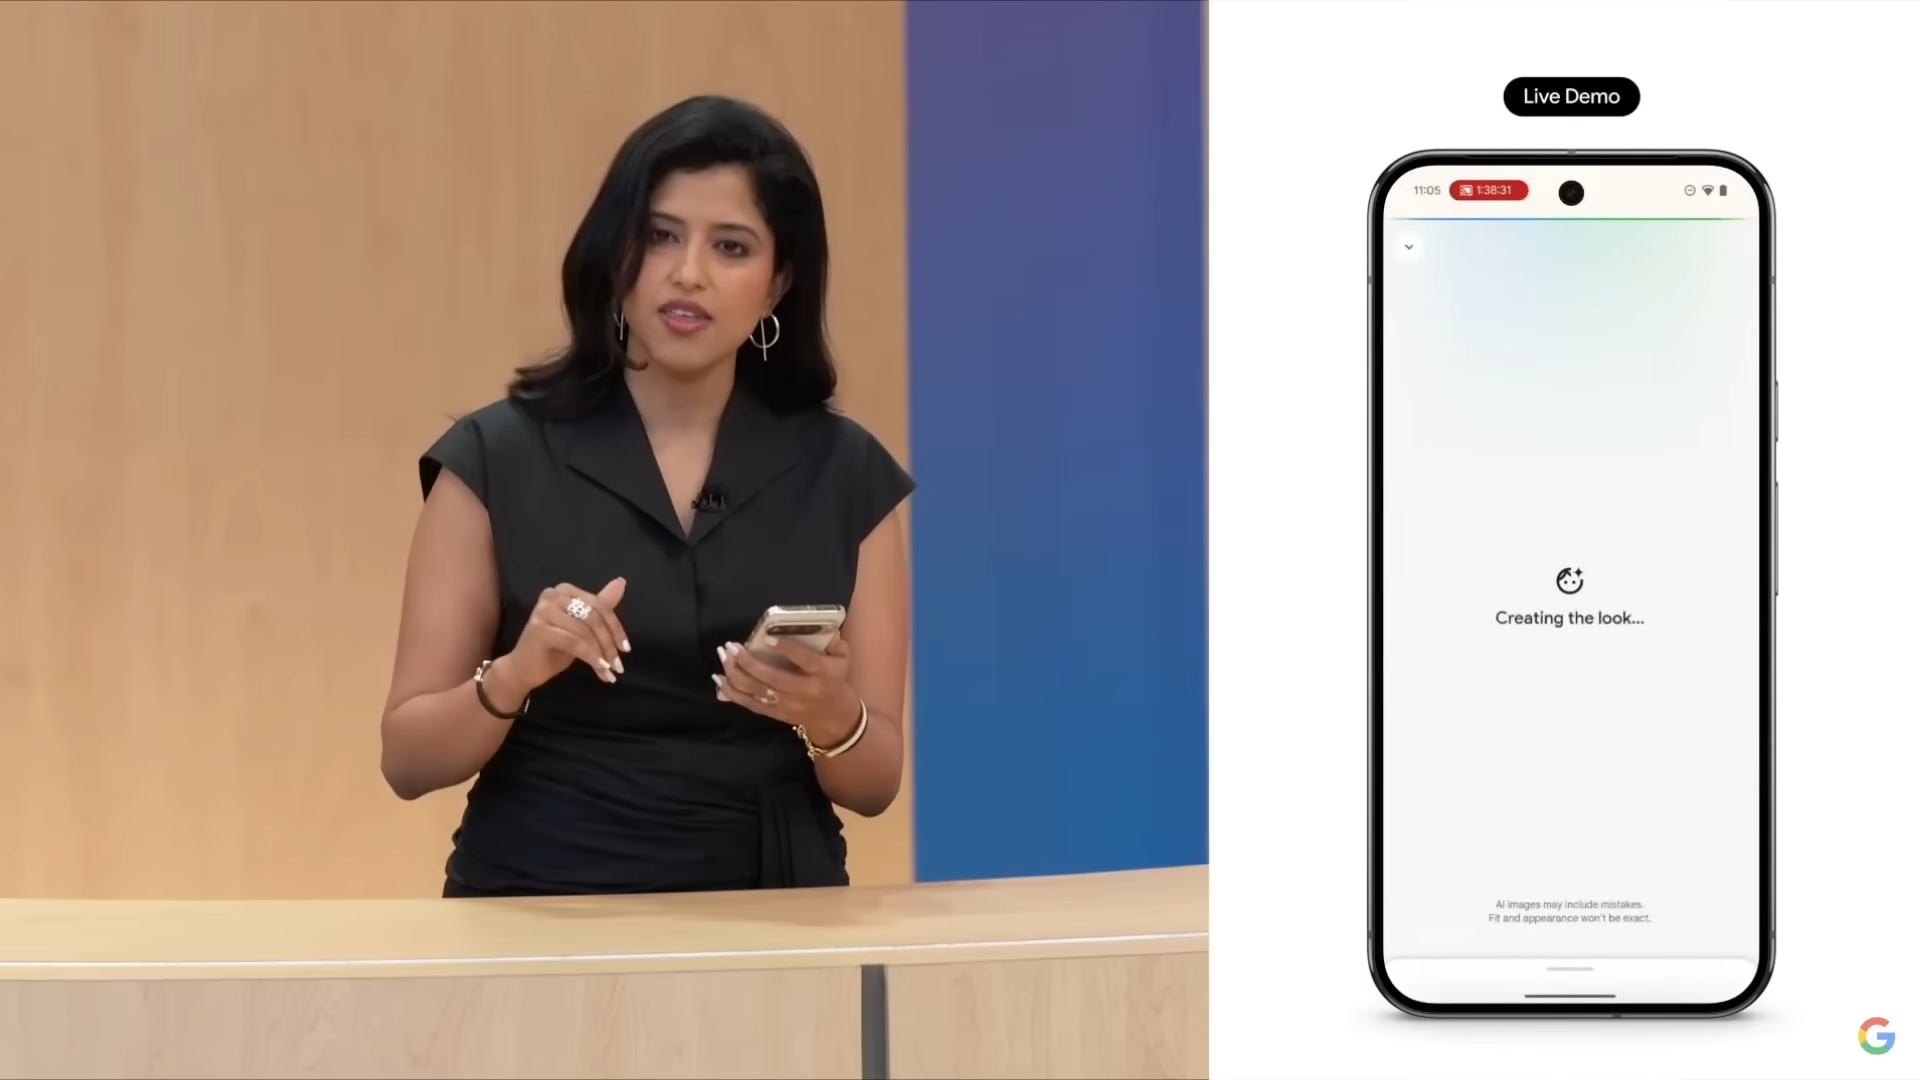 Live Demo
11:05 1:38:31
Creating the look...
AI images may include mistakes.
Fit and appearance won't be exact.